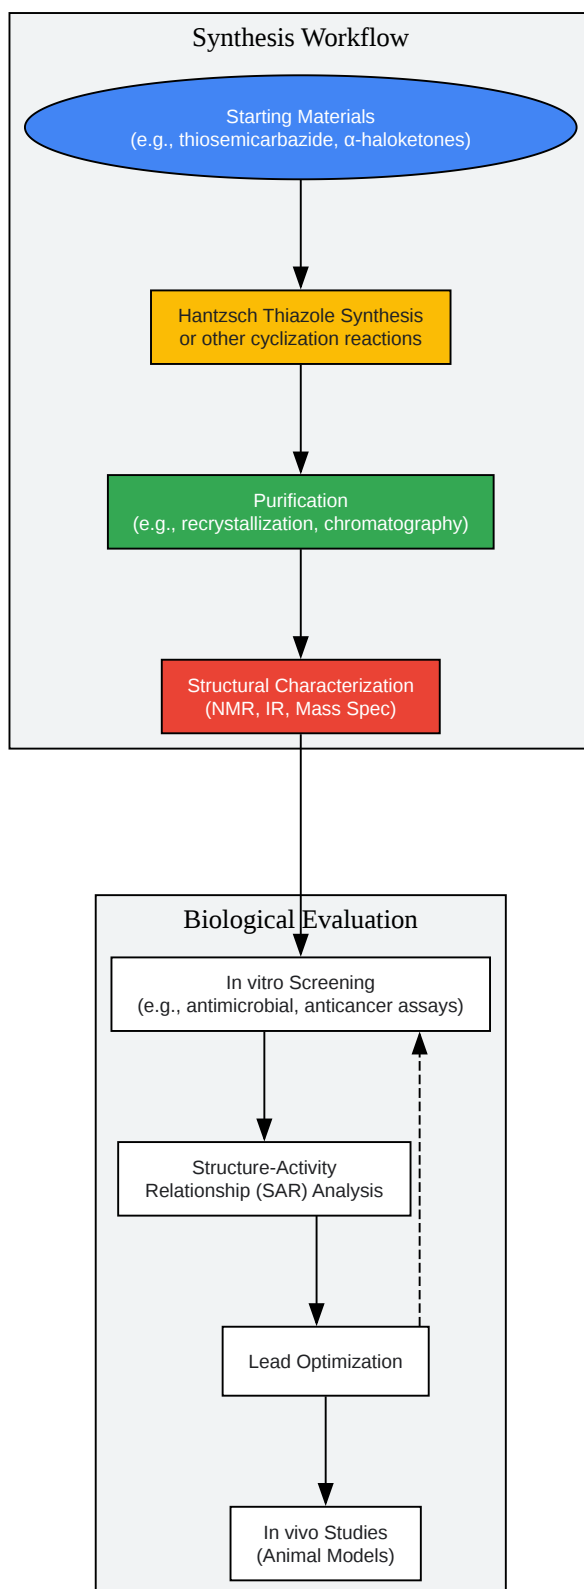 Synthesis Workflow
Starting Materials
(e.g., thiosemicarbazide, α-haloketones)
Hantzsch Thiazole Synthesis
or other cyclization reactions
Purification
(e.g., recrystallization, chromatography)
Structural Characterization
(NMR, IR, Mass Spec)
Biological Evaluation
In vitro Screening
(e.g., antimicrobial, anticancer assays)
Structure-Activity
Relationship (SAR) Analysis
Lead Optimization
In vivo Studies
(Animal Models)